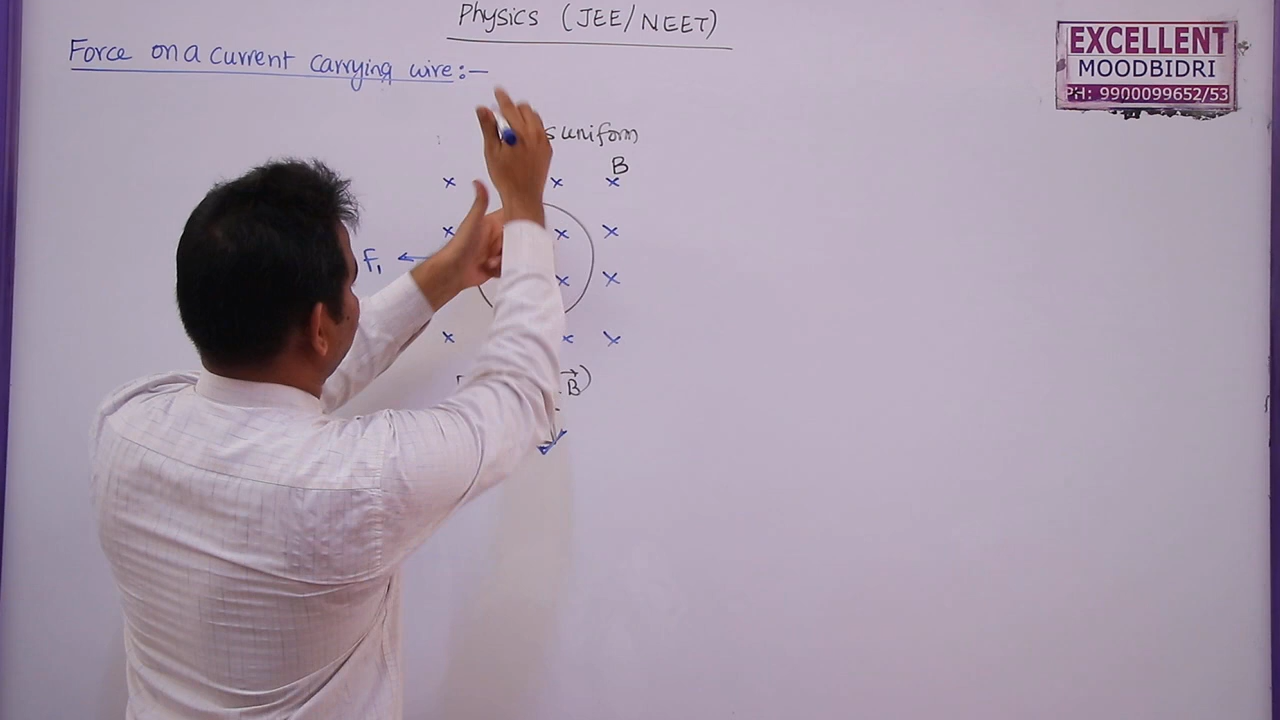 Physics (JEE/NEET)
EXCELLENT
MOODBIDRI
PH: 9900099652/53
Force on a current carrying wire:-
uniform
B
x x x
x x x
F₁
x x
x x x
B)